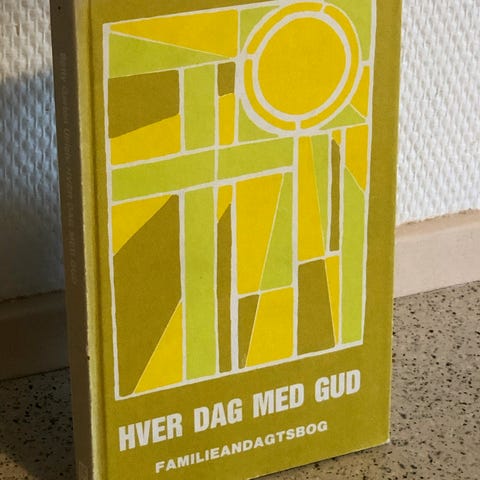 HVER DAG MED GUD
FAMILIEANDAGTSBOG